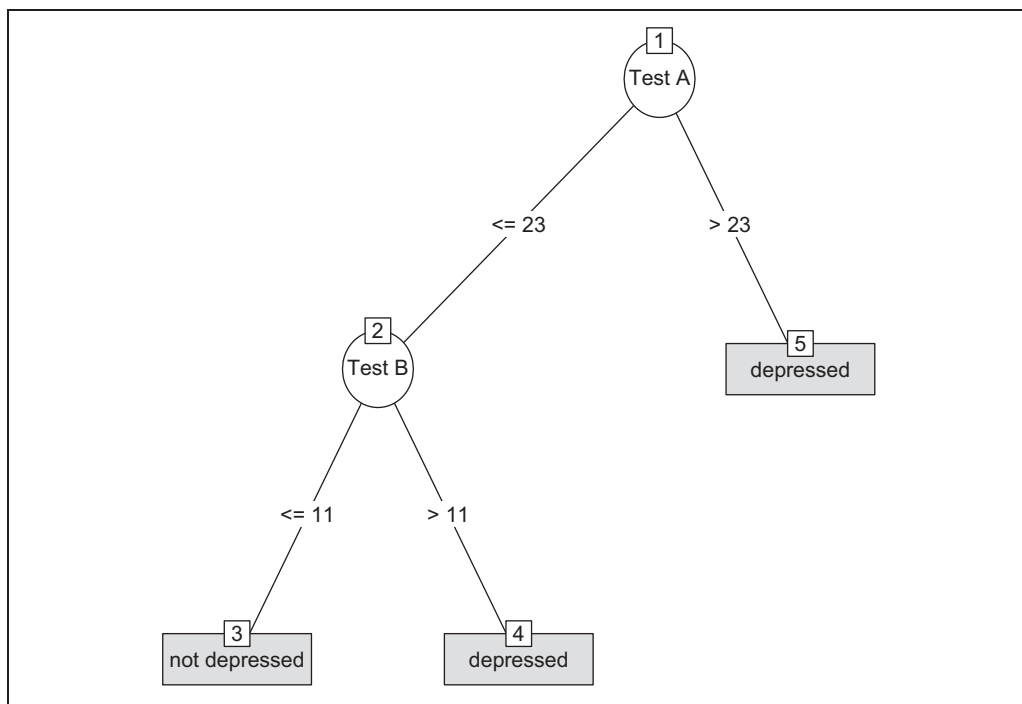 1
Test A
<= 23
> 23
2
Test B
5
depressed
<= 11
> 11
3
not depressed
4
depressed